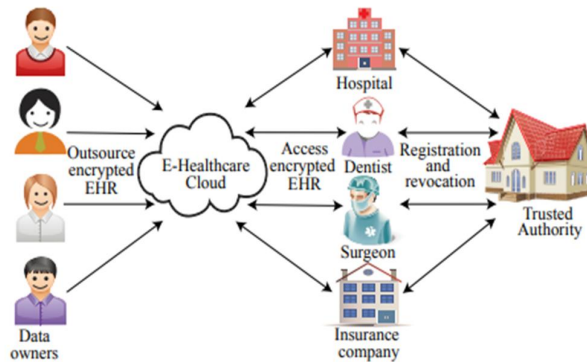 Hospital
Outsource
encrypted
EHR
E-Healthcare
Cloud
Access
encrypted
EHR
Dentist
Registration
and
revocation
Surgeon
Trusted
Authority
Data
owners
Insurance
company